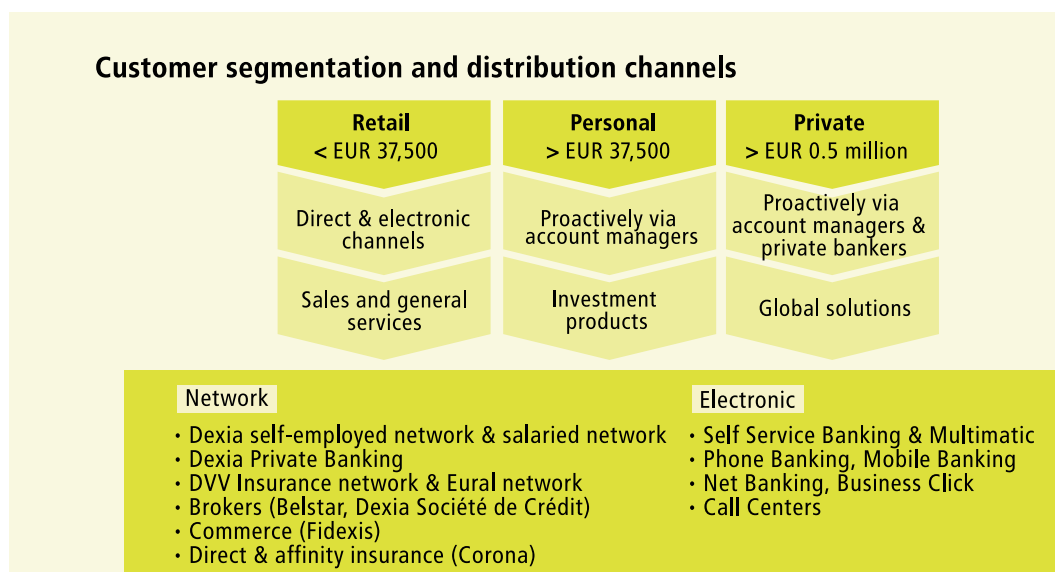 Customer segmentation and distribution channels
Retail
< EUR 37,500
Direct & electronic
channels
Sales and general
services
Personal
> EUR 37,500
Proactively via
account managers
Investment
products
Private
> EUR 0.5 million
Proactively via
account managers &
private bankers
Global solutions
Network
· Dexia self-employed network & salaried network
· Dexia Private Banking
· DVV Insurance network & Eural network
· Brokers (Belstar, Dexia Société de Crédit)
· Commerce (Fidexis)
· Direct & affinity insurance (Corona)
Electronic
· Self Service Banking & Multimatic
· Phone Banking, Mobile Banking
· Net Banking, Business Click
· Call Centers